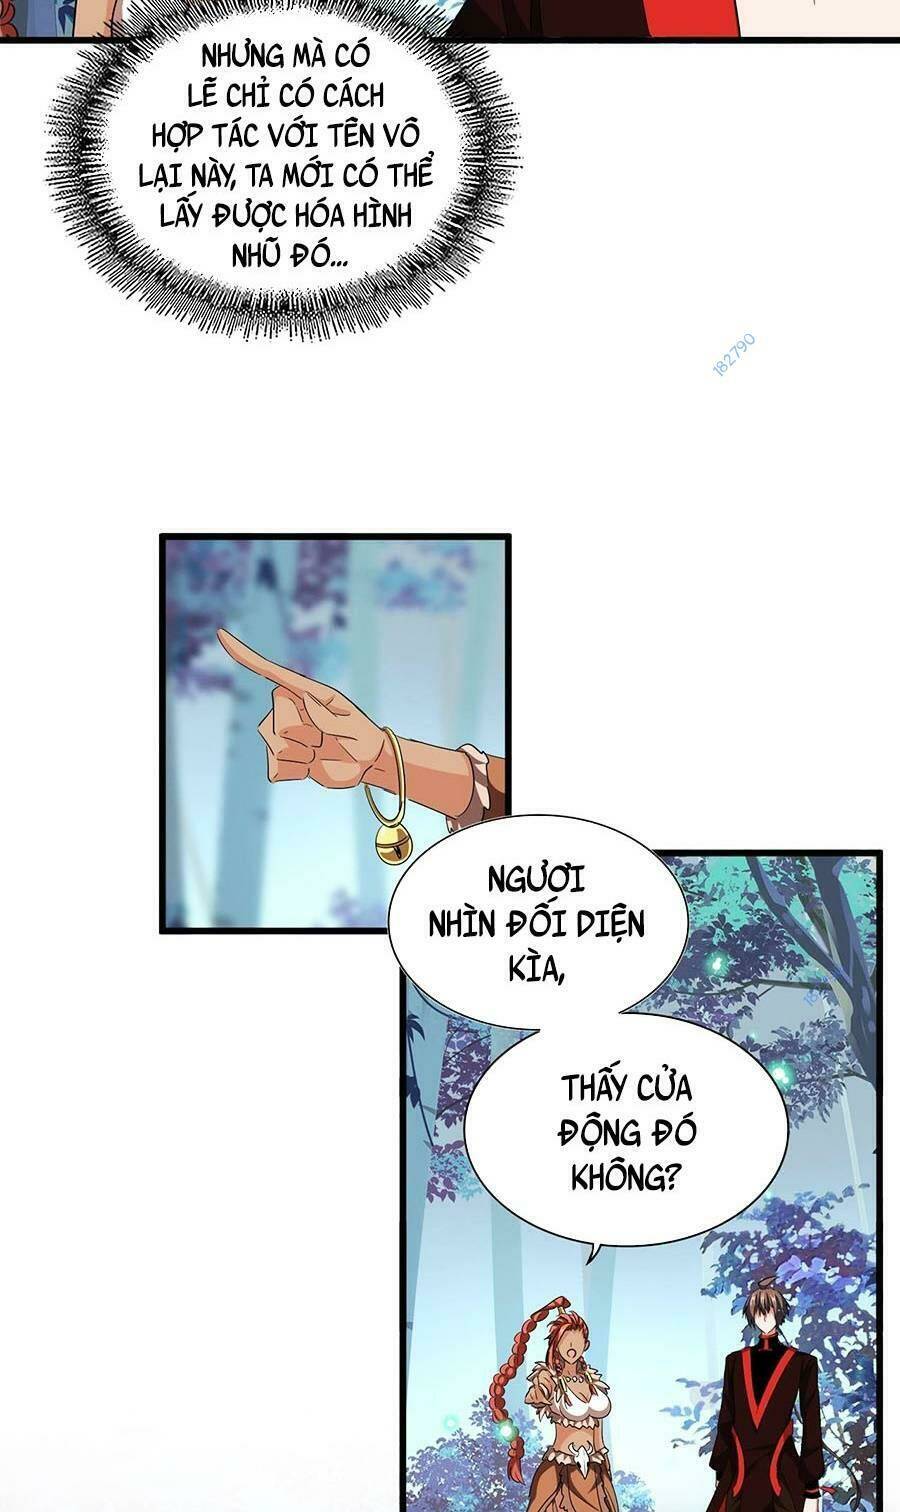 NHƯNG MÀ CÓ
LẼ CHỈ CÓ CÁCH
HỢP TÁC VỚI TÊN VÔ
LẠI NÀY, TA MỚI CÓ THỂ
LẤY ĐƯỢC HÓA HÌNH
NHŨ ĐÓ...
182790
NGƯƠI
NHÌN ĐỐI DIỆN
KÌA,
THẤY CỬA
ĐỘNG ĐÓ
KHÔNG?